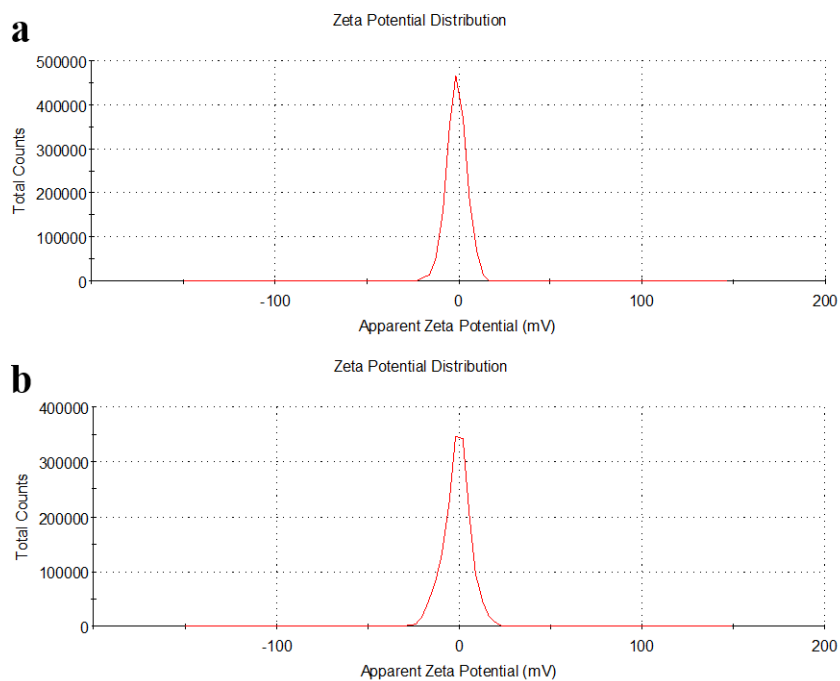 a
Zeta Potential Distribution
500000
400000
300000
200000
100000
0
Total Counts
-100 0 100 200
Apparent Zeta Potential (mV)
b
Zeta Potential Distribution
400000
300000
200000
100000
0
Total Counts
-100 0 100 200
Apparent Zeta Potential (mV)